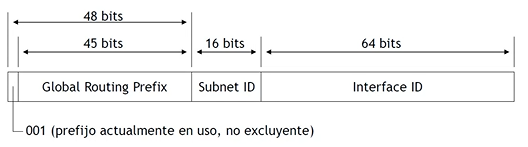 48 bits
45 bits
16 bits
64 bits
Global Routing Prefix
Subnet ID
Interface ID
001 (prefijo actualmente en uso, no excluyente)